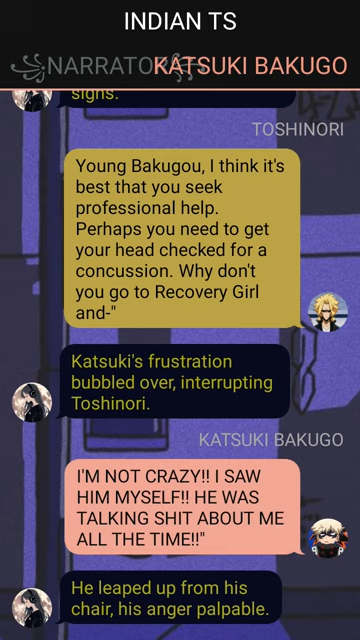 INDIAN TS
NARRATOR KATSUKI BAKUGO
signs.
TOSHINORI
Young Bakugou, I think it's
best that you seek
professional help.
Perhaps you need to get
your head checked for a
concussion. Why don't
you go to Recovery Girl
and-"
Katsuki's frustration
bubbled over, interrupting
Toshinori.
KATSUKI BAKUGO
I'M NOT CRAZY!! I SAW
HIM MYSELF!! HE WAS
TALKING SHIT ABOUT ME
ALL THE TIME!!"
He leaped up from his
chair, his anger palpable.